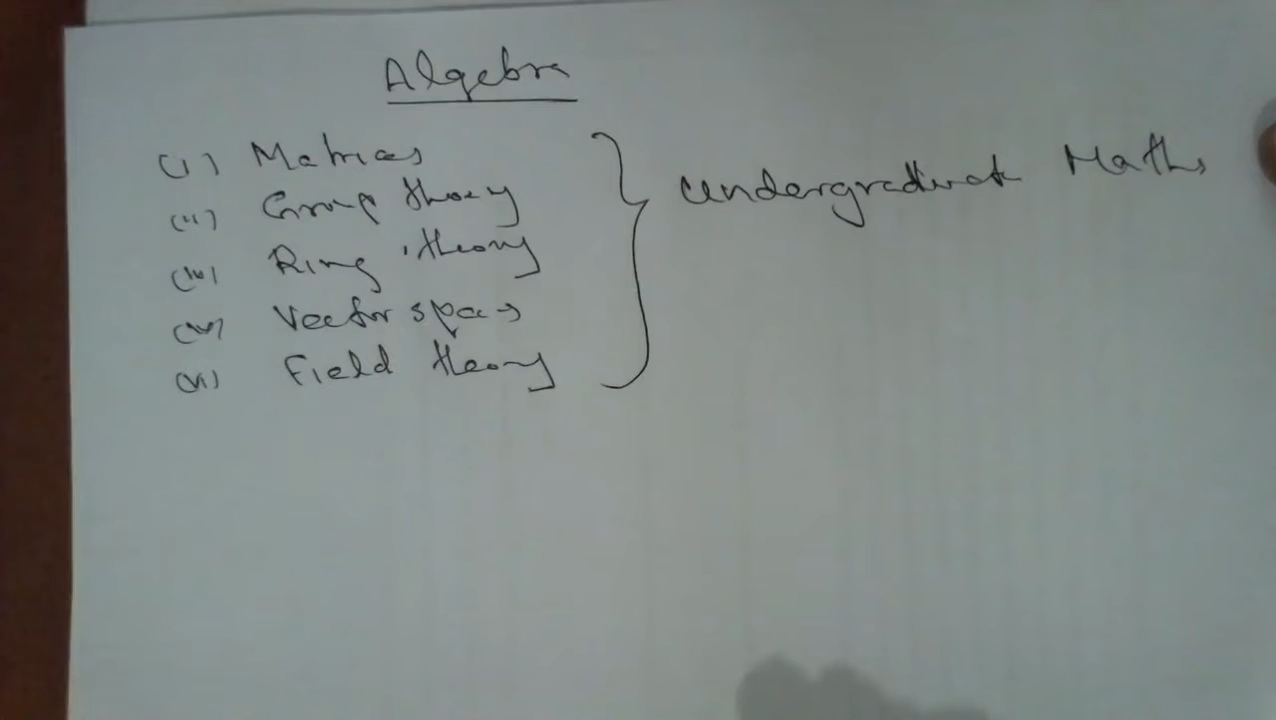 Algebra
(i) Matrices
(ii) Group theory
(iii) Ring theory
(iv) Vector spaces
(vi) Field theory
} Undergraduate Maths